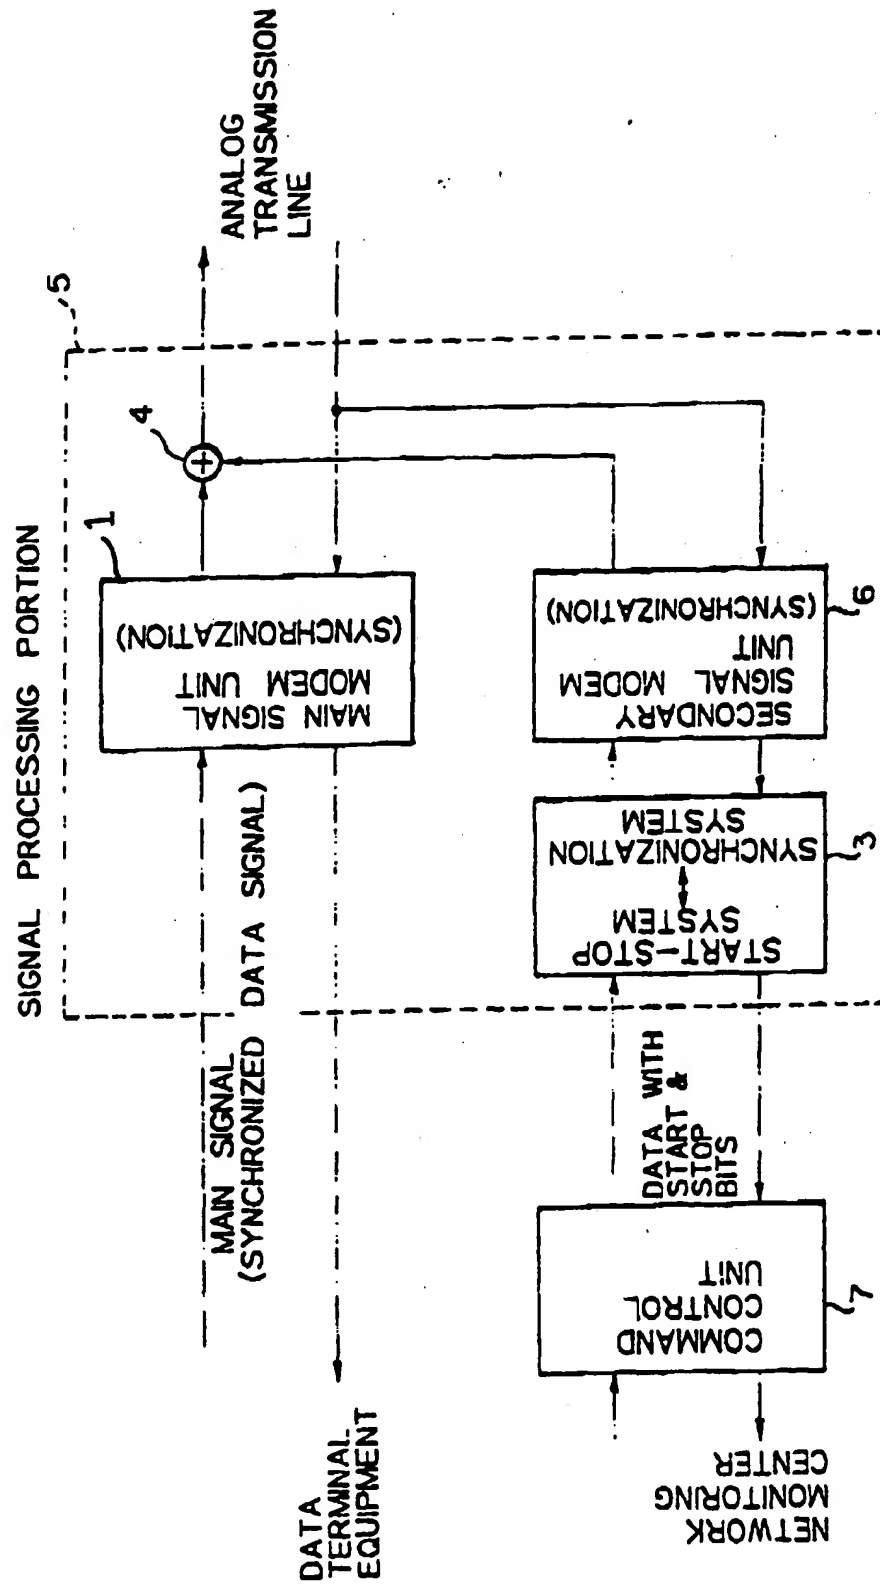 SIGNAL PROCESSING PORTION
5
ANALOG
TRANSMISSION
LINE
4
1
MAIN SIGNAL
MODEM UNIT
(SYNCHRONIZATION)
MAIN SIGNAL
(SYNCHRONIZED DATA SIGNAL)
DATA
TERMINAL
EQUIPMENT
SECONDARY
SIGNAL MODEM
UNIT
(SYNCHRONIZATION)
6
START-STOP
SYSTEM
SYNCHRONIZATION
SYSTEM
3
DATA WITH
START &
STOP
BITS
COMMAND
CONTROL
UNIT
7
NETWORK
MONITORING
CENTER